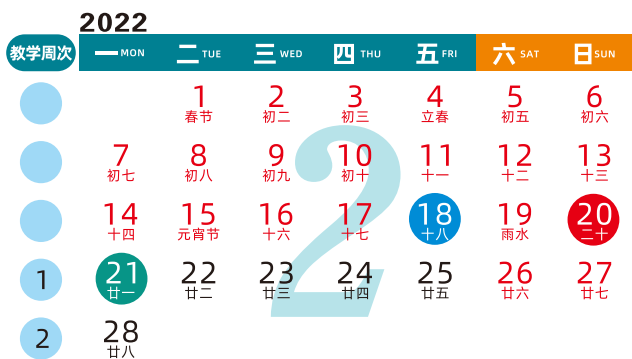 2022
教学周次 一 MON 二 TUE 三 WED 四 THU 五 FRI 六 SAT 日 SUN
1 2 3 4 5 6
春节 初二 初三 立春 初五 初六
7 8 9 10 11 12 13
初七 初八 初九 初十 十一 十二 十三
14 15 16 17 18 19 20
十四 元宵节 十六 十七 十八 雨水 二十
1 21 22 23 24 25 26 27
廿一 廿二 廿三 廿四 廿五 廿六 廿七
2 28
廿八
2